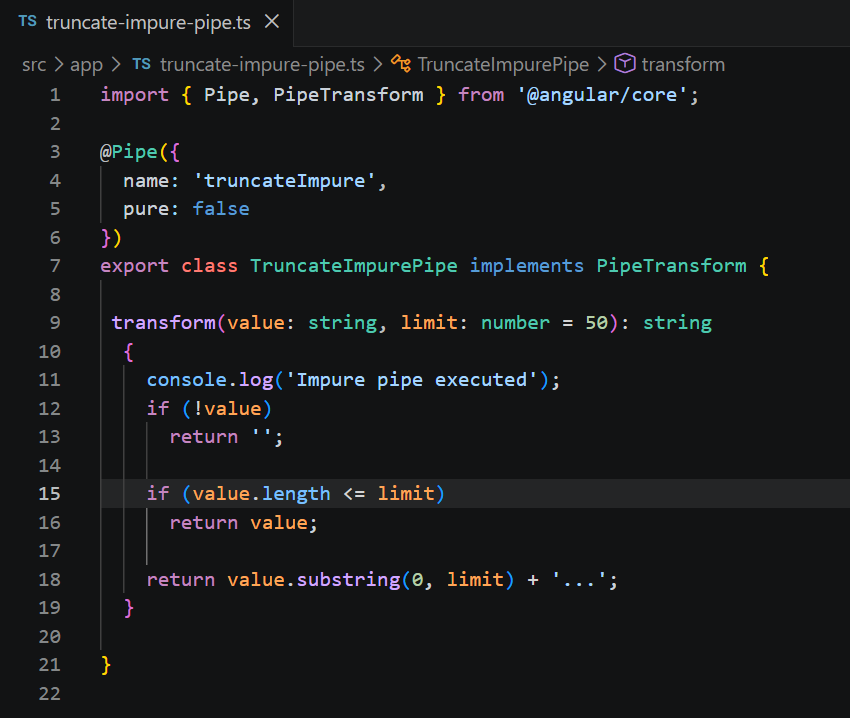 TS truncate-impure-pipe.ts ×
src > app > TS truncate-impure-pipe.ts > TruncateImpurePipe > transform
1 import { Pipe, PipeTransform } from '@angular/core';
2
3 @Pipe({
4   name: 'truncateImpure',
5   pure: false
6 })
7 export class TruncateImpurePipe implements PipeTransform {
8
9  transform(value: string, limit: number = 50): string
10   {
11     console.log('Impure pipe executed');
12     if (!value)
13       return '';
14
15     if (value.length <= limit)
16       return value;
17
18     return value.substring(0, limit) + '...';
19   }
20
21 }
22